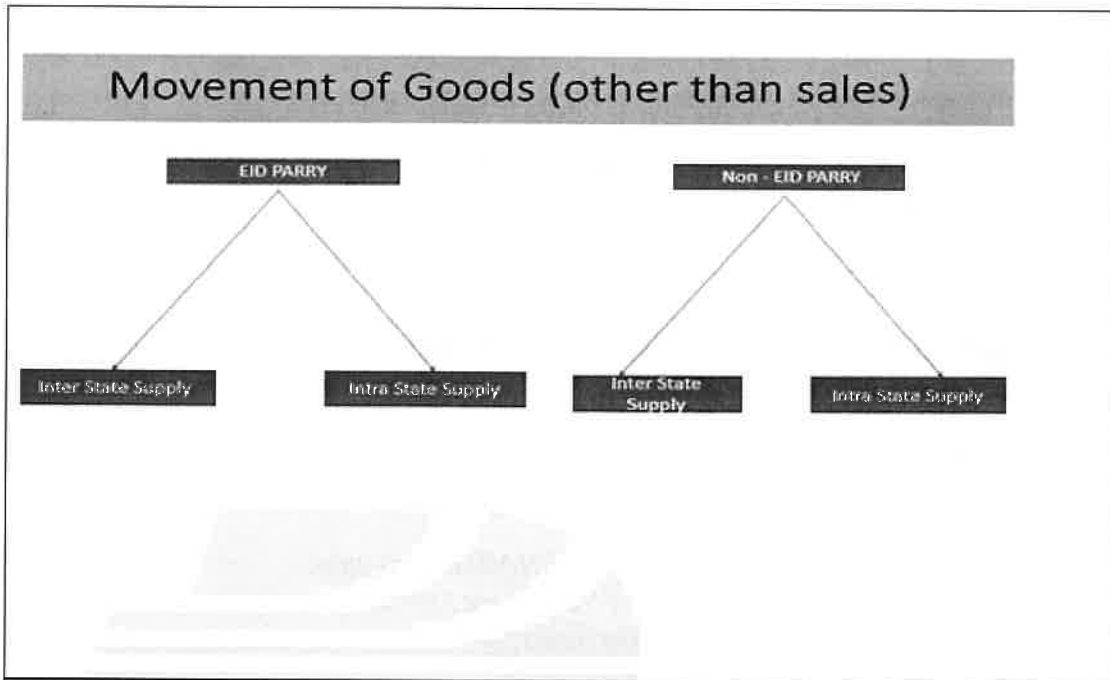 Movement of Goods (other than sales)
EID PARRY
Non - EID PARRY
Inter State Supply
Intra State Supply
Inter State
Supply
Intra State Supply